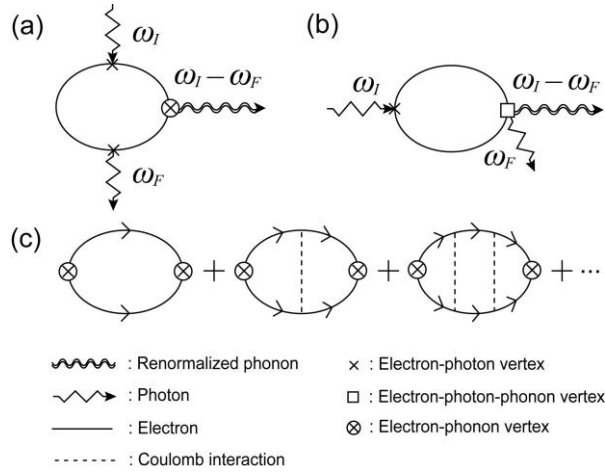 (a)
ω_I
ω_I − ω_F
ω_F
(b)
ω_I
ω_I − ω_F
ω_F
(c)
+ + + ...
: Renormalized phonon
: Photon
: Electron
: Coulomb interaction
: Electron-photon vertex
: Electron-photon-phonon vertex
: Electron-phonon vertex